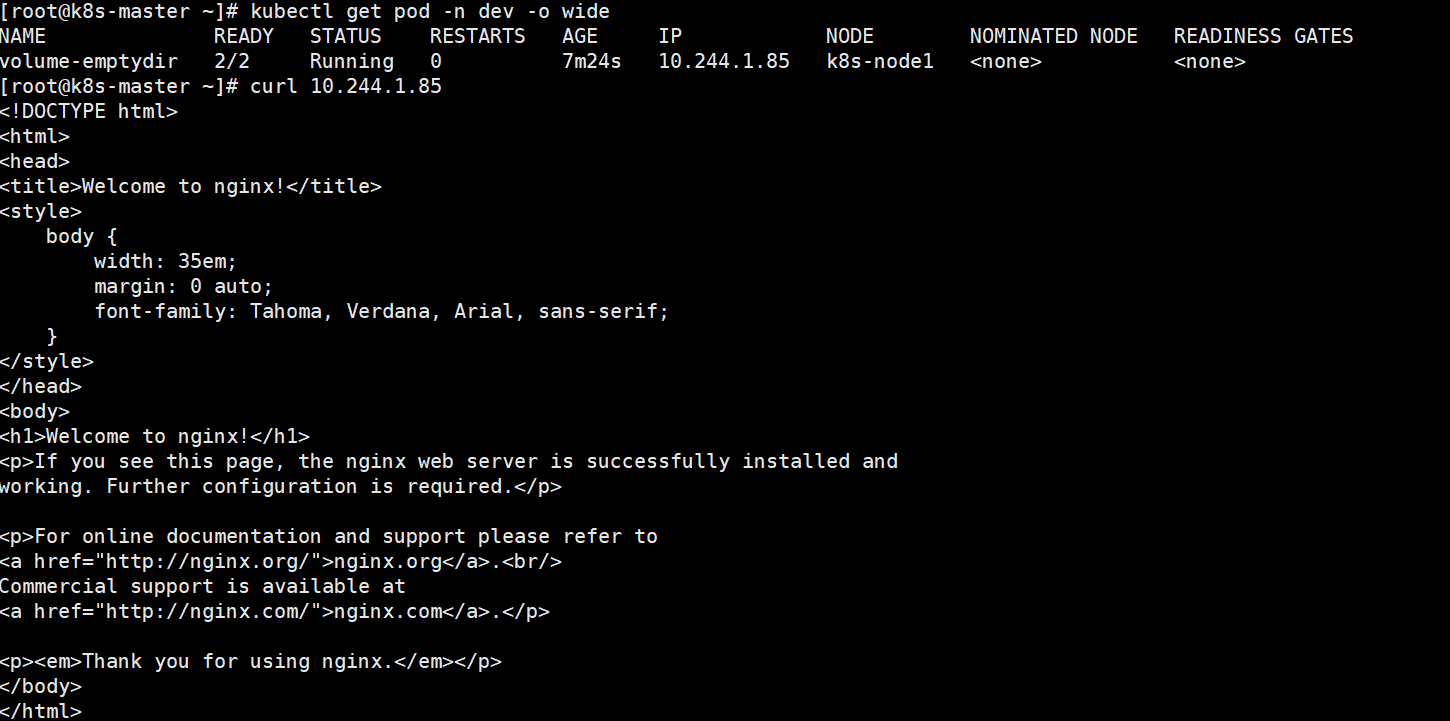 [root@k8s-master ~]# kubectl get pod -n dev -o wide
NAME              READY   STATUS    RESTARTS   AGE     IP            NODE        NOMINATED NODE   READINESS GATES
volume-emptydir   2/2     Running   0          7m24s   10.244.1.85   k8s-node1   <none>           <none>
[root@k8s-master ~]# curl 10.244.1.85
<!DOCTYPE html>
<html>
<head>
<title>Welcome to nginx!</title>
<style>
    body {
        width: 35em;
        margin: 0 auto;
        font-family: Tahoma, Verdana, Arial, sans-serif;
    }
</style>
</head>
<body>
<h1>Welcome to nginx!</h1>
<p>If you see this page, the nginx web server is successfully installed and
working. Further configuration is required.</p>

<p>For online documentation and support please refer to
<a href="http://nginx.org/">nginx.org</a>.<br/>
Commercial support is available at
<a href="http://nginx.com/">nginx.com</a>.</p>

<p><em>Thank you for using nginx.</em></p>
</body>
</html>